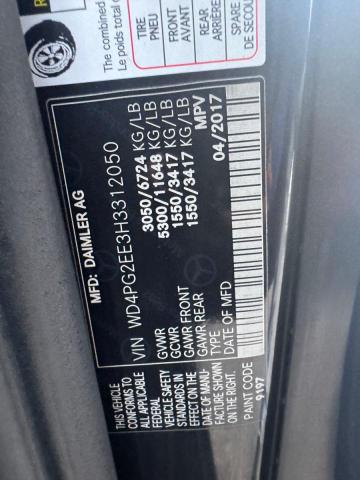 The combined
Le poids total c
TIRE
PNEU
FRONT
AVANT
REAR
ARRIÈRE
SPARE
DE SECOU
MFD: DAIMLER AG
VIN WD4PG2EE3H3312050
GVWR 3050/6724 KG/LB
GCWR 5300/11648 KG/LB
GAWR FRONT 1550/3417 KG/LB
GAWR REAR 1550/3417 KG/LB
TYPE MPV
DATE OF MFD 04/2017
THIS VEHICLE
CONFORMS TO
ALL APPLICABLE
FEDERAL
VEHICLE SAFETY
STANDARDS IN
EFFECT ON THE
DATE OF MANU-
FACTURE SHOWN
ON THE RIGHT.
PAINT CODE
9197